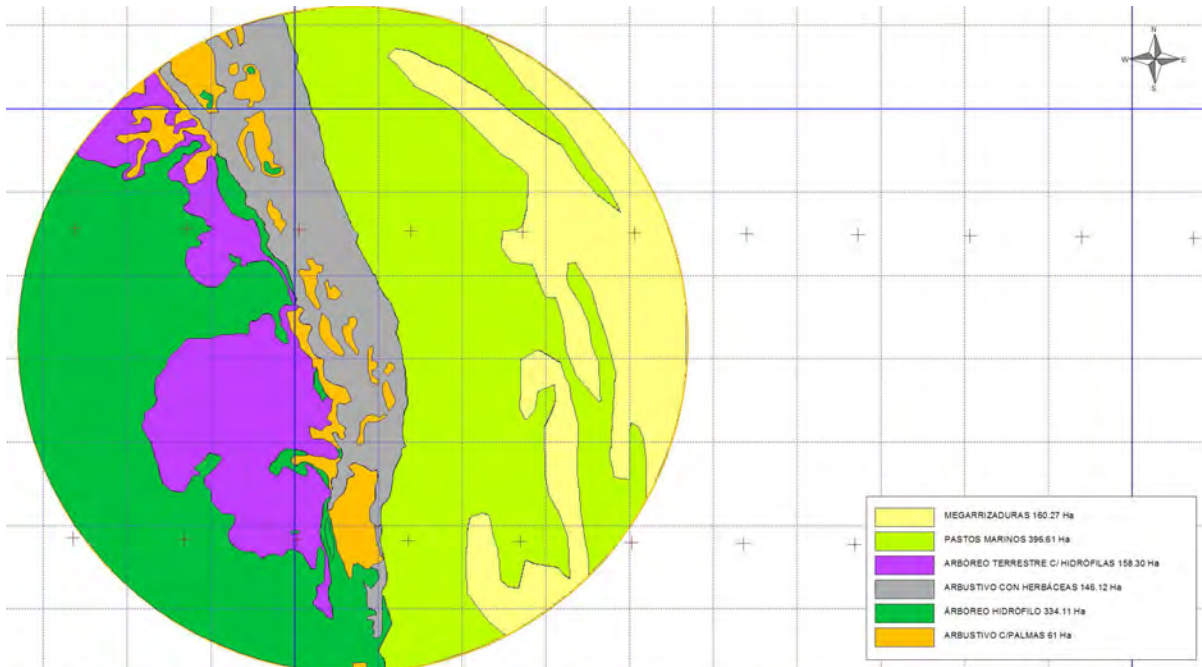 N
W E
S
MEGARRIZADURAS 160.27 Ha
PASTOS MARINOS 396.61 Ha
ARBÓREO TERRESTRE C/ HIDRÓFILAS 158.30 Ha
ARBUSTIVO CON HERBÁCEAS 146.12 Ha
ÁRBÓREO HIDRÓFILO 334.11 Ha
ARBUSTIVO C/PALMAS 61 Ha